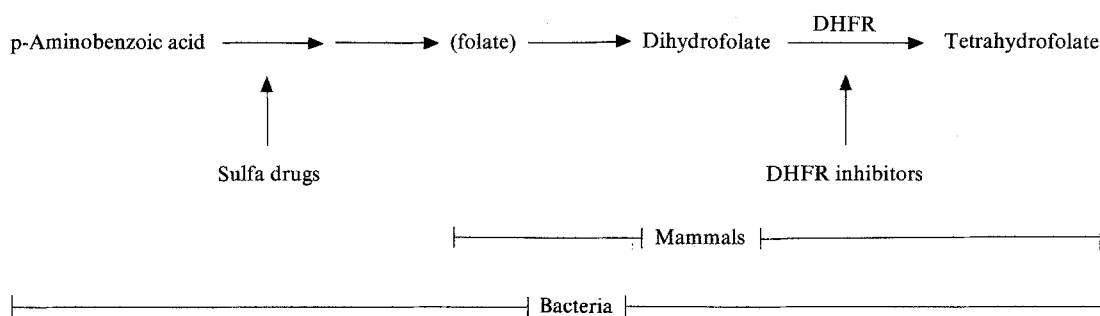 DHFR
p-Aminobenzoic acid (folate) Dihydrofolate Tetrahydrofolate
Sulfa drugs DHFR inhibitors
Mammals
Bacteria